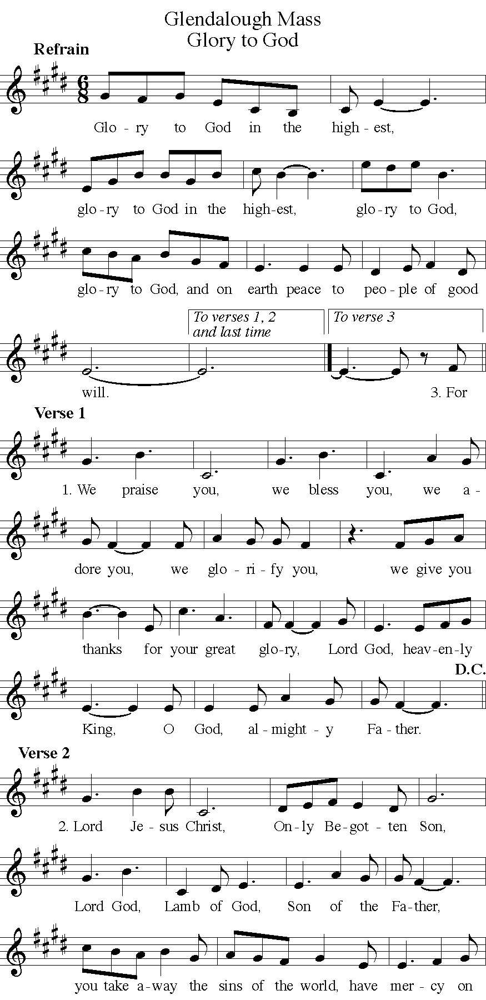 Glendalough Mass
Glory to God
Refrain
6
8
Glo - ry to God in the high - est,
glo - ry to God in the high-est, glo - ry to God,
glo - ry to God, and on earth peace to peo - ple of good
To verses 1, 2
and last time
To verse 3
will. 3. For
Verse 1
1. We praise you, we bless you, we a -
dore you, we glo - ri - fy you, we give you
thanks for your great glo - ry, Lord God, heav - en - ly
D.C.
King, O God, al - might - y Fa - ther.
Verse 2
2. Lord Je - sus Christ, On - ly Be - got - ten Son,
Lord God, Lamb of God, Son of the Fa - ther,
you take a - way the sins of the world, have mer - cy on